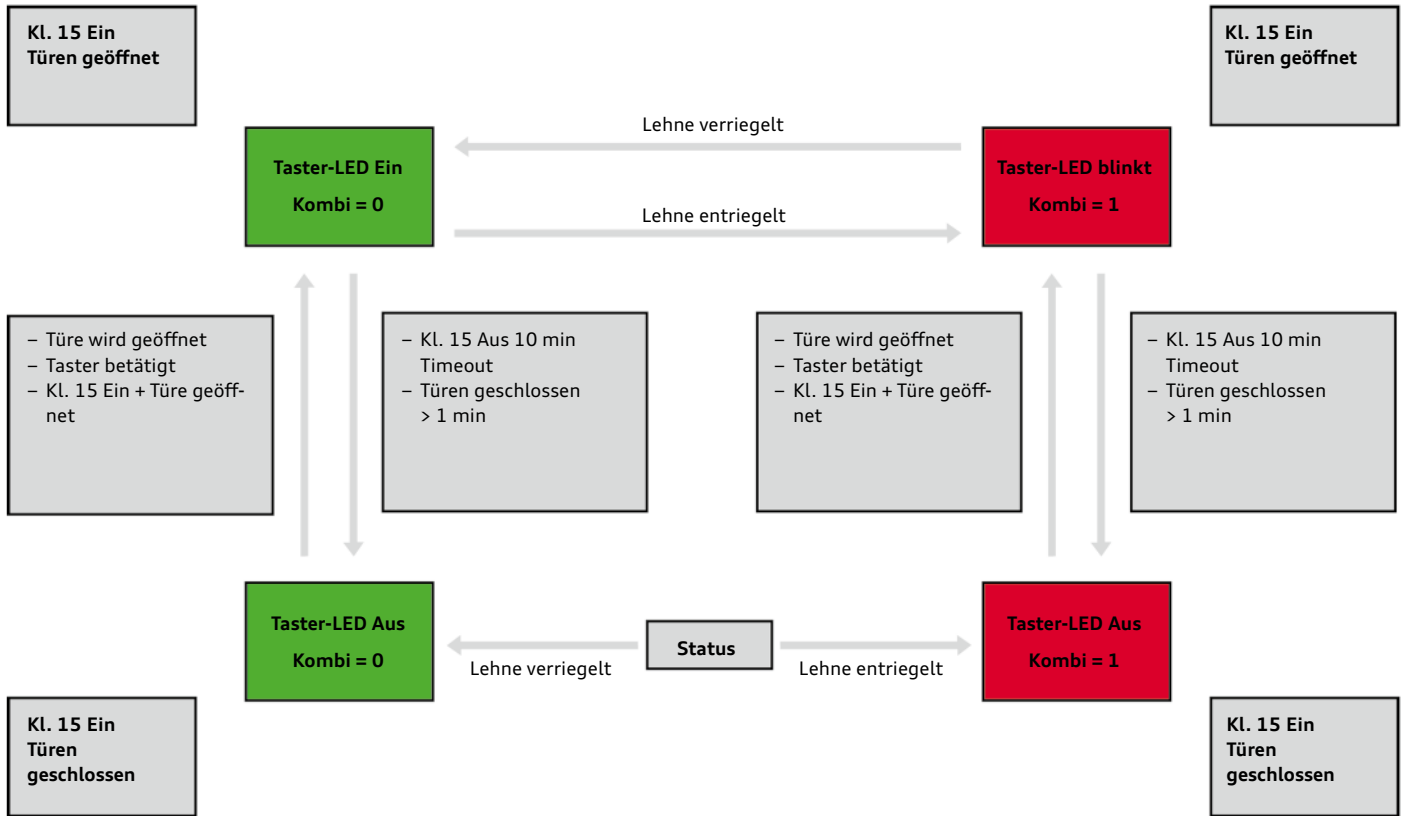 Kl. 15 Ein
Türen geöffnet
Kl. 15 Ein
Türen geöffnet
Lehne verriegelt
Taster-LED Ein
Kombi = 0
Taster-LED blinkt
Kombi = 1
Lehne entriegelt
– Türe wird geöffnet
– Taster betätigt
– Kl. 15 Ein + Türe geöff-
net
– Kl. 15 Aus 10 min
Timeout
– Türen geschlossen
> 1 min
– Türe wird geöffnet
– Taster betätigt
– Kl. 15 Ein + Türe geöff-
net
– Kl. 15 Aus 10 min
Timeout
– Türen geschlossen
> 1 min
Taster-LED Aus
Kombi = 0
Lehne verriegelt
Status
Lehne entriegelt
Taster-LED Aus
Kombi = 1
Kl. 15 Ein
Türen
geschlossen
Kl. 15 Ein
Türen
geschlossen